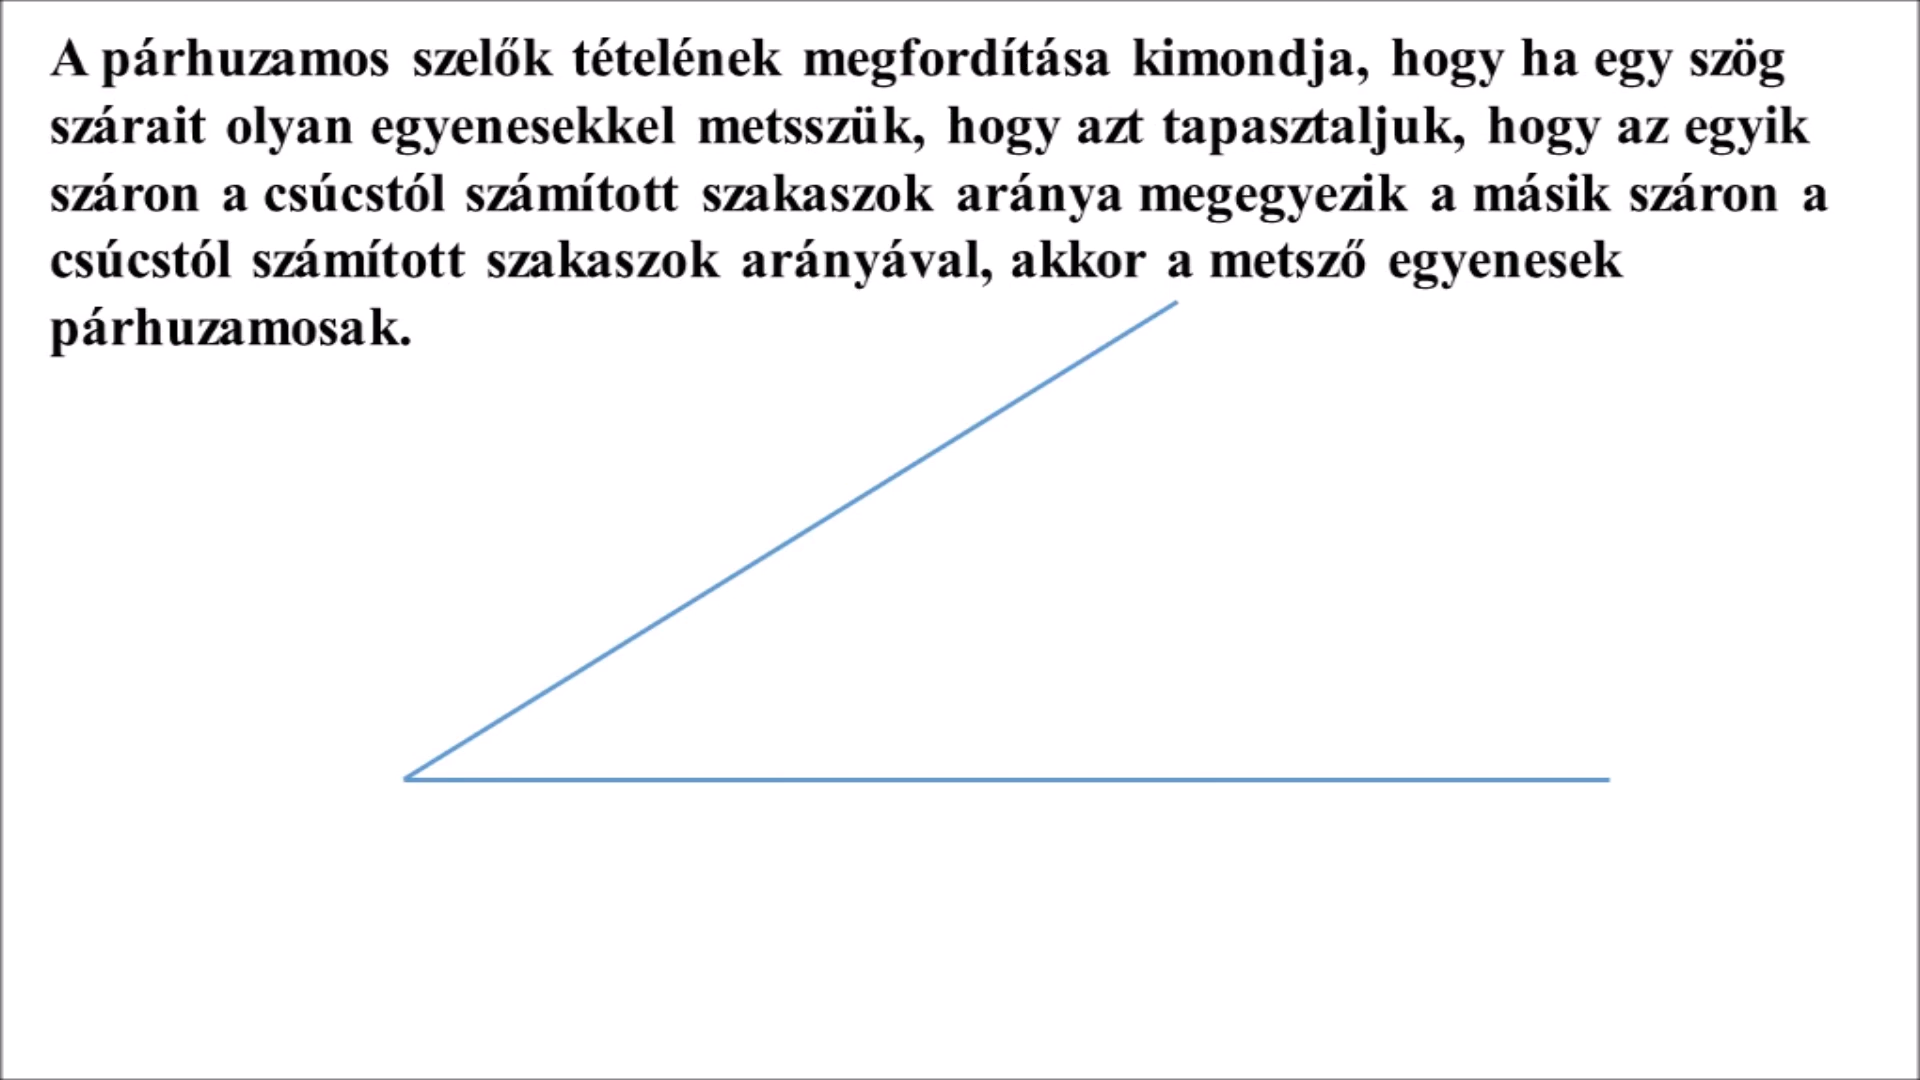 A párhuzamos szelők tételének megfordítása kimondja, hogy ha egy szög
szárait olyan egyenesekkel metsszük, hogy azt tapasztaljuk, hogy az egyik
száron a csúcstól számított szakaszok aránya megegyezik a másik száron a
csúcstól számított szakaszok arányával, akkor a metsző egyenesek
párhuzamosak.